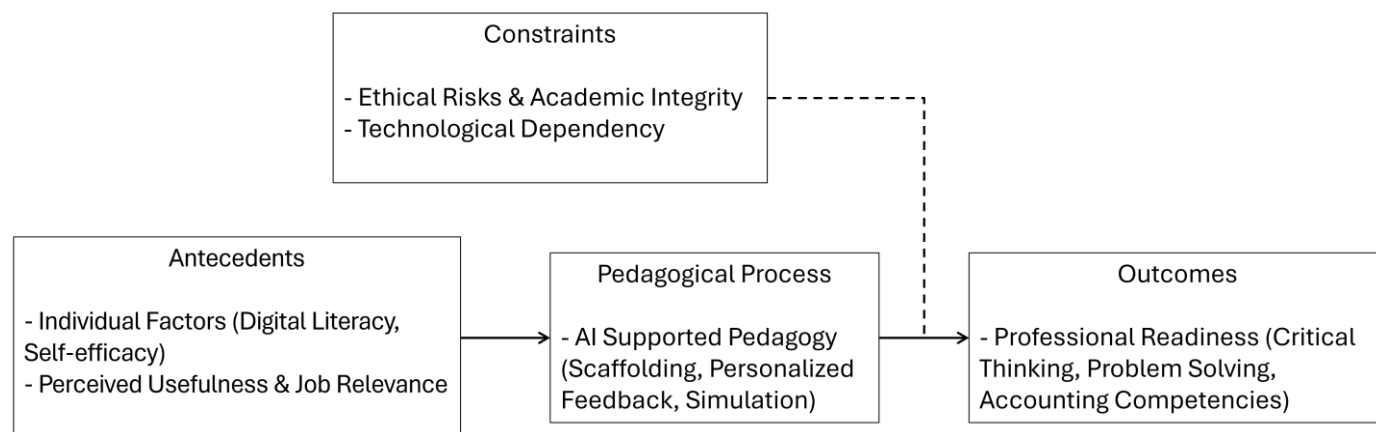 Constraints
- Ethical Risks & Academic Integrity
- Technological Dependency
Antecedents
- Individual Factors (Digital Literacy,
Self-efficacy)
- Perceived Usefulness & Job Relevance
Pedagogical Process
- AI Supported Pedagogy
(Scaffolding, Personalized
Feedback, Simulation)
Outcomes
- Professional Readiness (Critical
Thinking, Problem Solving,
Accounting Competencies)